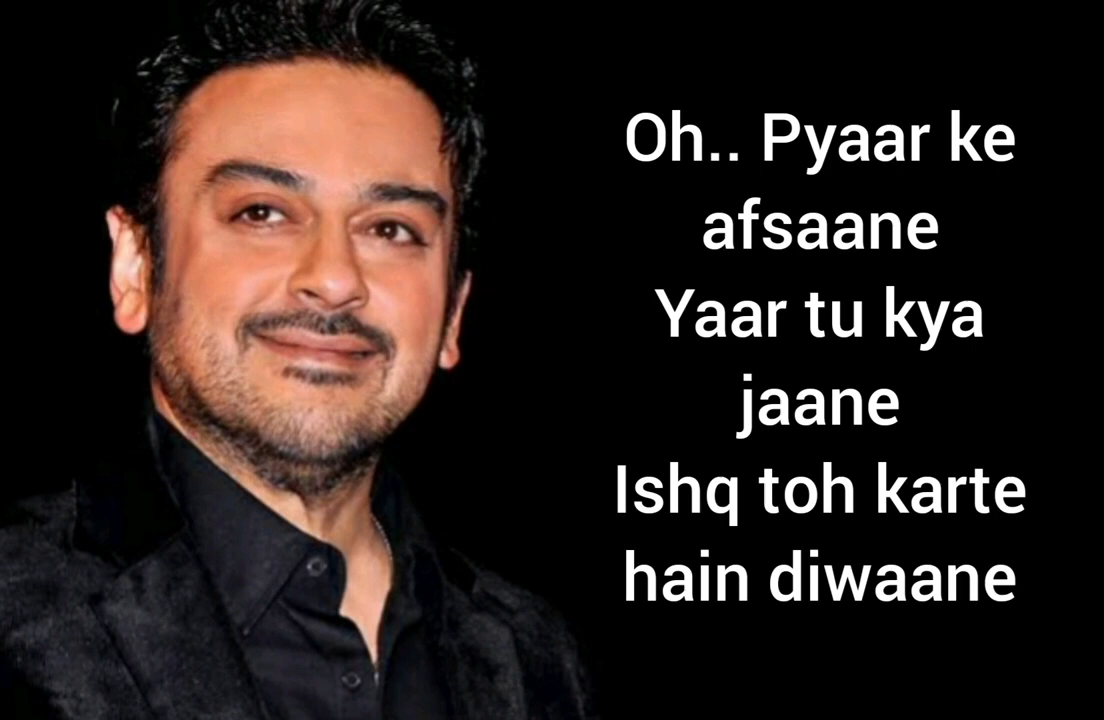 Oh.. Pyaar ke
afsaane
Yaar tu kya
jaane
Ishq toh karte
hain diwaane